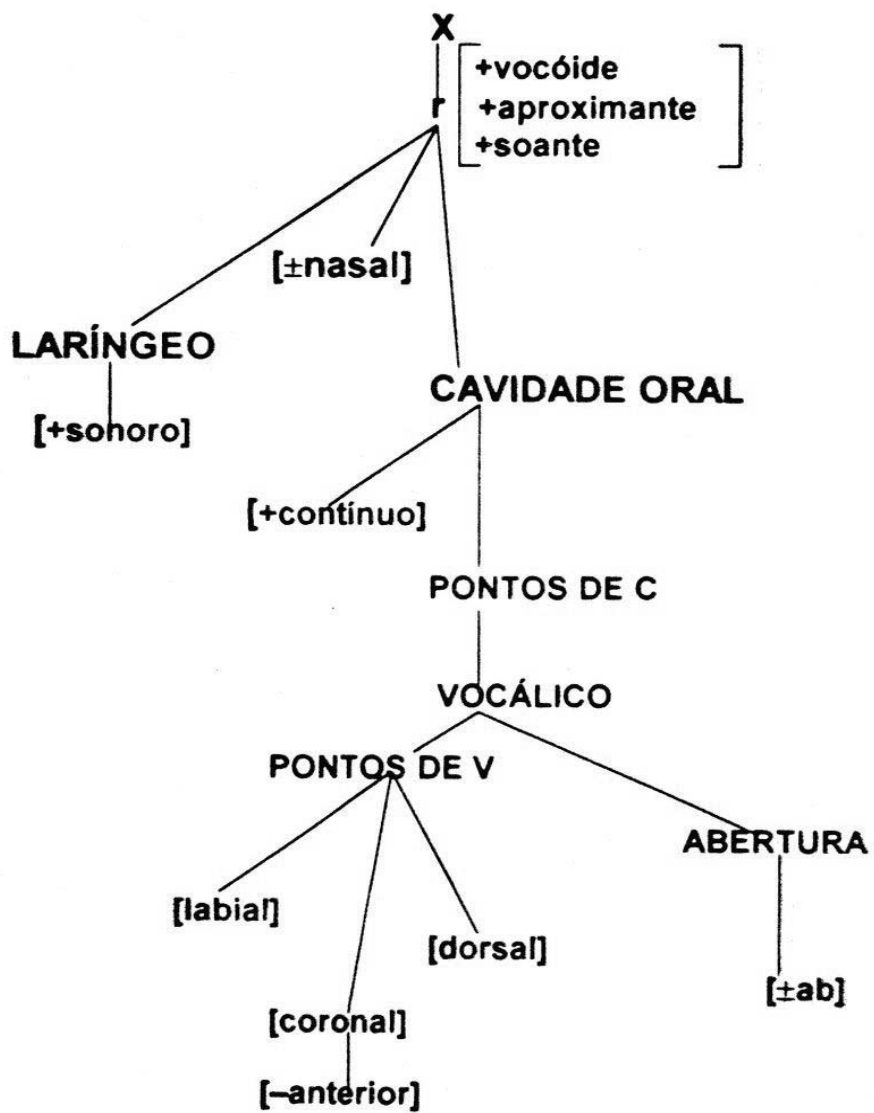 X
+vocóide
r
+aproximante
+soante
[±nasal]
LARÍNGEO
CAVIDADE ORAL
[+sonoro]
[+contínuo]
PONTOS DE C
VOCÁLICO
PONTOS DE V
ABERTURA
[labial]
[dorsal]
[±ab]
[coronal]
[–anterior]